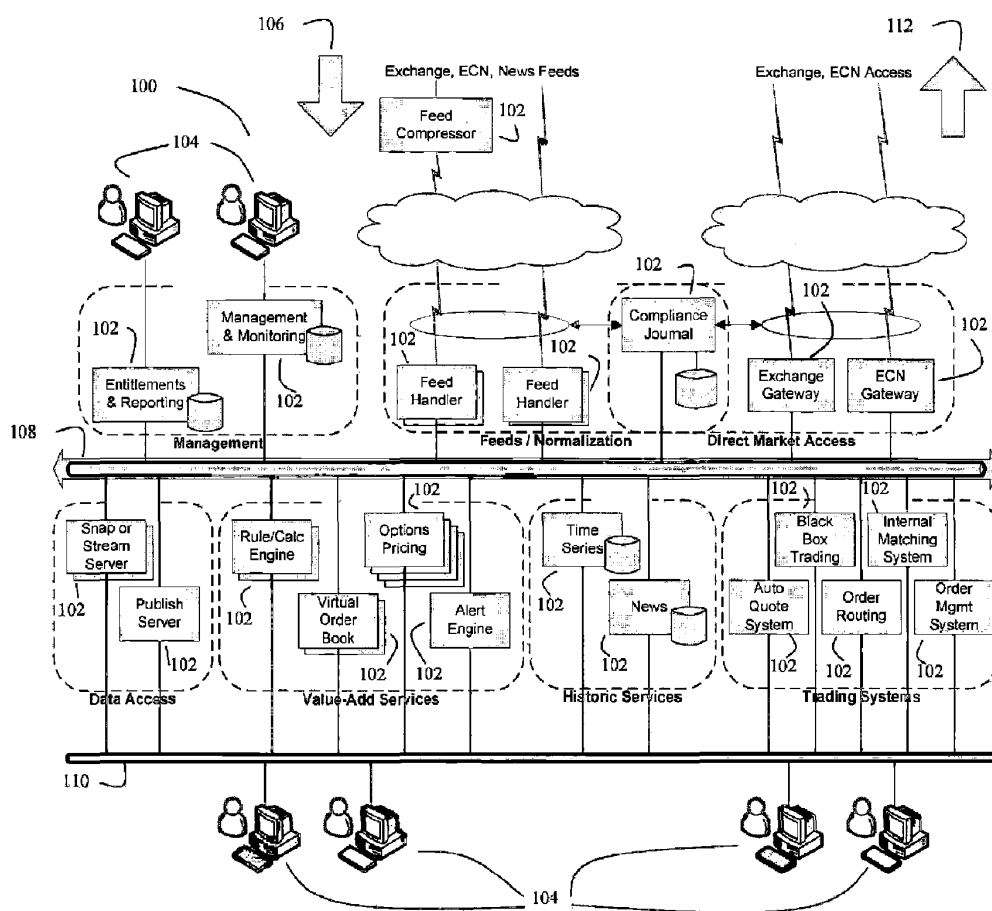 106
112
Exchange, ECN, News Feeds
Exchange, ECN Access
100
Feed
Compressor
102
104
102
102
Management
& Monitoring
102
Entitlements
& Reporting
102
Management
102
Feed
Handler
102
Feed
Handler
Feeds / Normalization
Compliance
Journal
Exchange
Gateway
102
ECN
Gateway
Direct Market Access
108
Snap or
Stream
Server
102
Publish
Server
102
Data Access
Rule/Calc
Engine
102
Virtual
Order
Book
102
102
Options
Pricing
Alert
Engine
102
Value-Add Services
Time
Series
102
News
102
Historic Services
102
Black
Box
Trading
102
Internal
Matching
System
Auto
Quote
System
102
Order
Routing
102
Order
Mgmt
System
102
Trading Systems
110
104